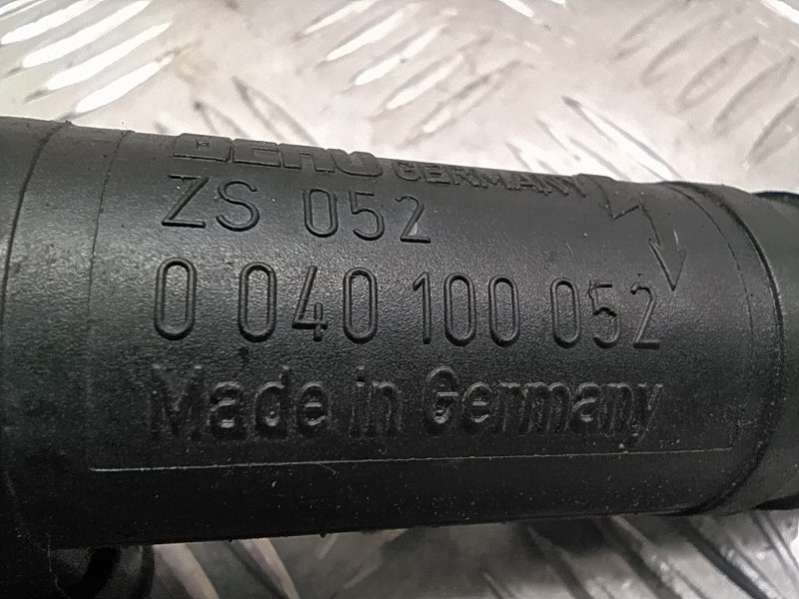 BERU GERMANY
ZS 052
0 040 100 052
Made in Germany